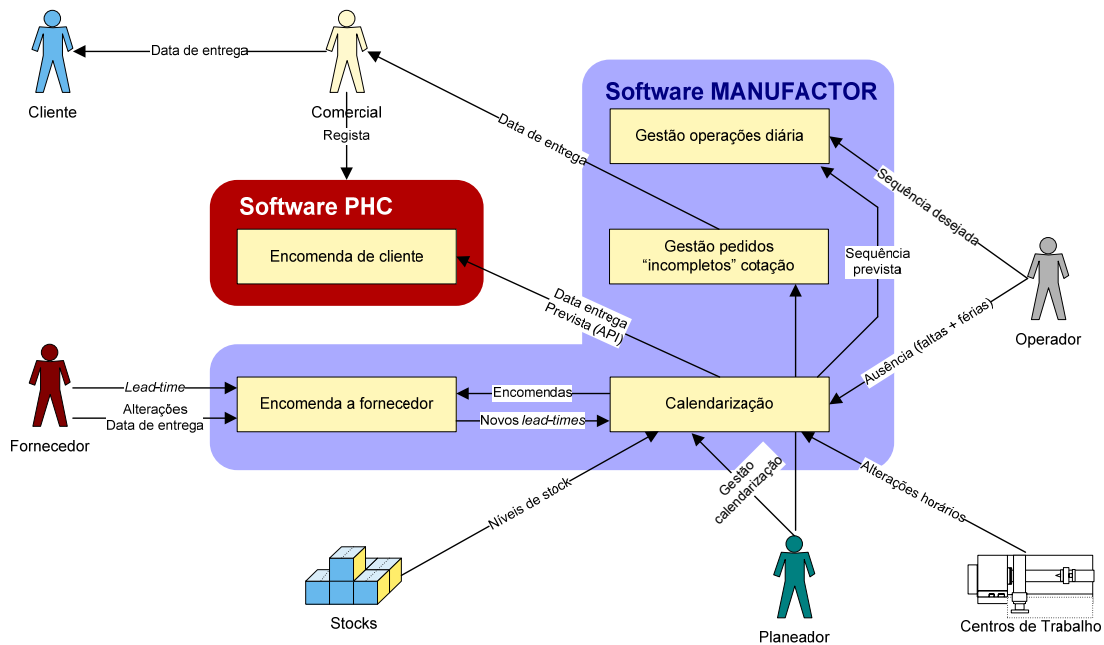 Data de entrega
Cliente
Comercial
Regista
Software MANUFACTOR
Gestão operações diária
Data de entrega
Sequência desejada
Software PHC
Encomenda de cliente
Gestão pedidos
“incompletos” cotação
Sequência
prevista
Operador
Data entrega
Prevista (API)
Ausência (faltas + férias)
Lead-time
Alterações
Data de entrega
Fornecedor
Encomenda a fornecedor
Encomendas
Novos lead-times
Calendarização
Níveis de stock
Gestão
calendarização
Alterações horários
Stocks
Planeador
Centros de Trabalho